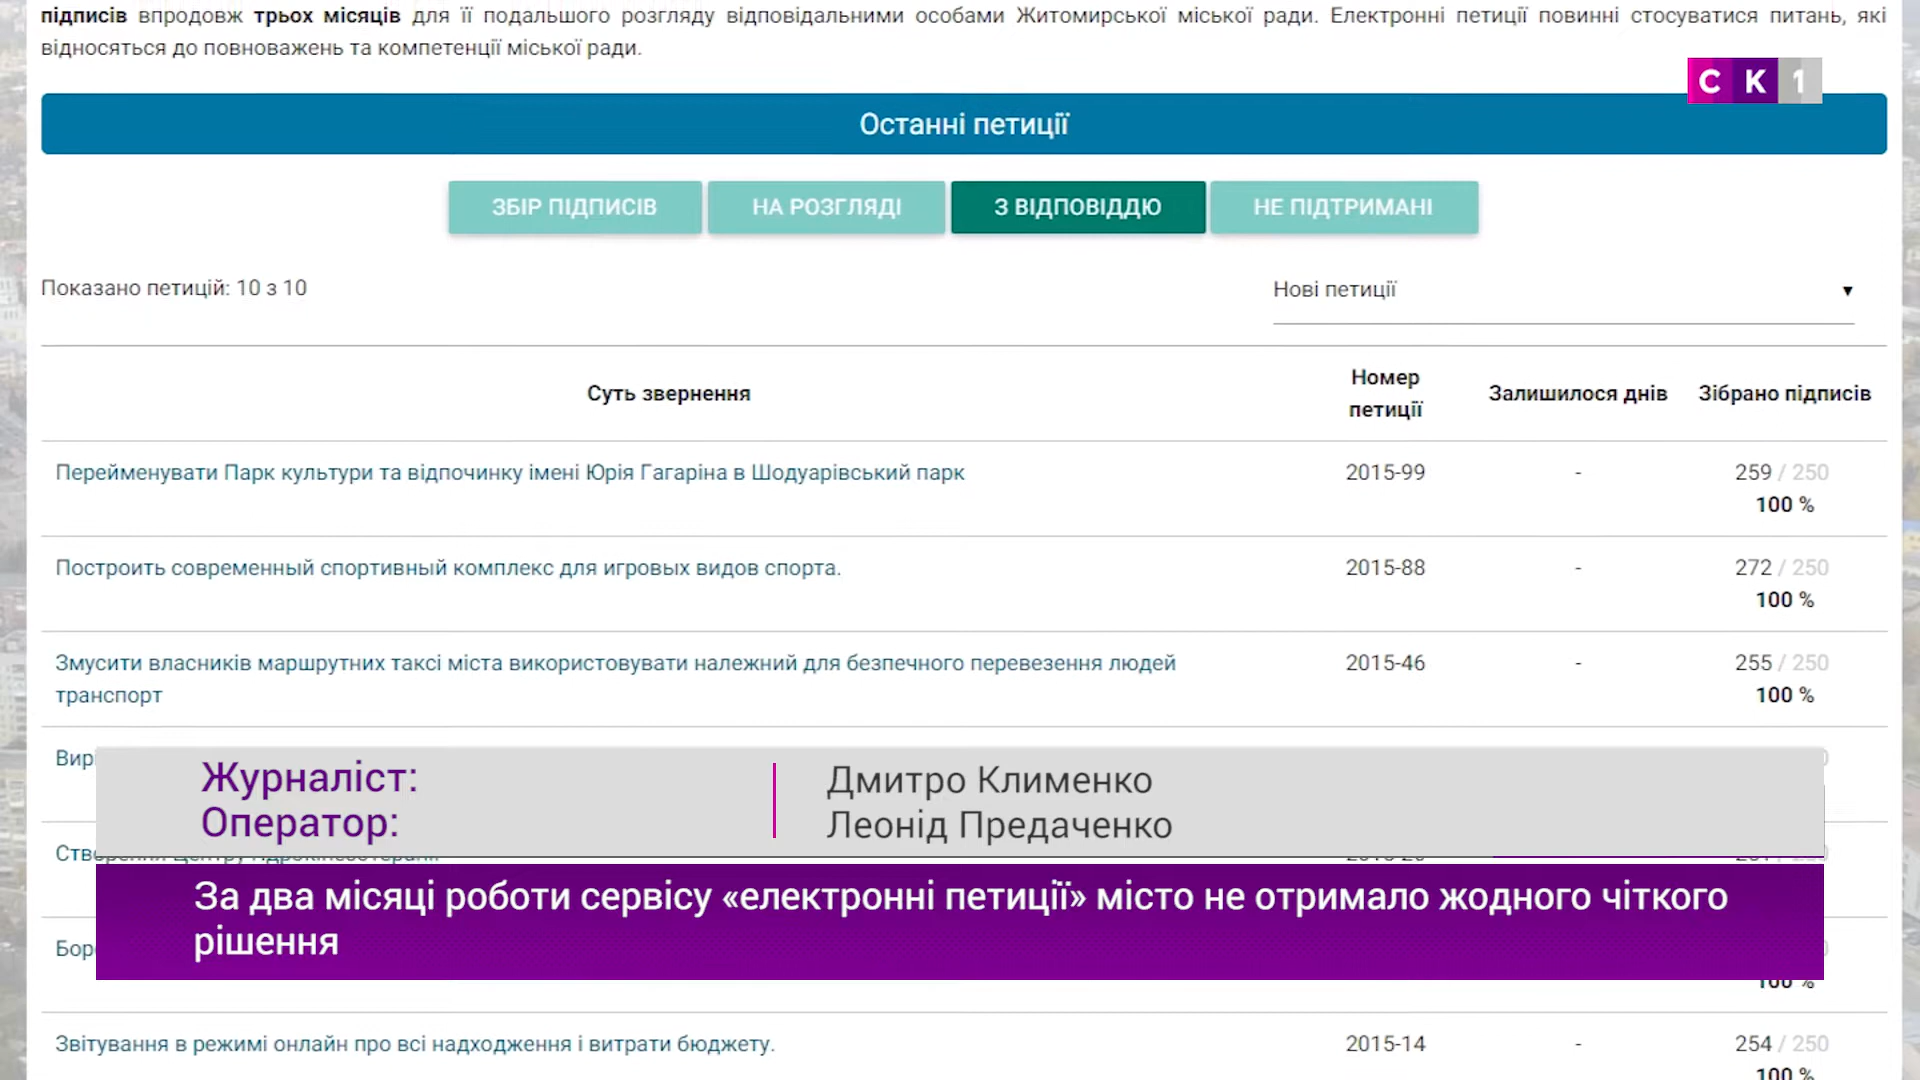 підписів впродовж трьох місяців для її подальшого розгляду відповідальними особами Житомирської міської ради. Електронні петиції повинні стосуватися питань, які
відносяться до повноважень та компетенції міської ради.
СК1
Останні петиції
ЗБІР ПІДПИСІВ НА РОЗГЛЯДІ З ВІДПОВІДДЮ НЕ ПІДТРИМАНІ
Показано петицій: 10 з 10
Нові петиції
Суть звернення
Номер
петиції
Залишилося днів
Зібрано підписів
Перейменувати Парк культури та відпочинку імені Юрія Гагаріна в Шодуарівський парк
2015-99
-
259 / 250
100 %
Построить современный спортивный комплекс для игровых видов спорта.
2015-88
-
272 / 250
100 %
Змусити власників маршрутних таксі міста використовувати належний для безпечного перевезення людей
транспорт
2015-46
-
255 / 250
100 %
Журналіст:
Дмитро Клименко
Оператор:
Леонід Предаченко
За два місяці роботи сервісу «електронні петиції» місто не отримало жодного чіткого
рішення
100 %
Звітування в режимі онлайн про всі надходження і витрати бюджету.
2015-14
-
254 / 250
100 %